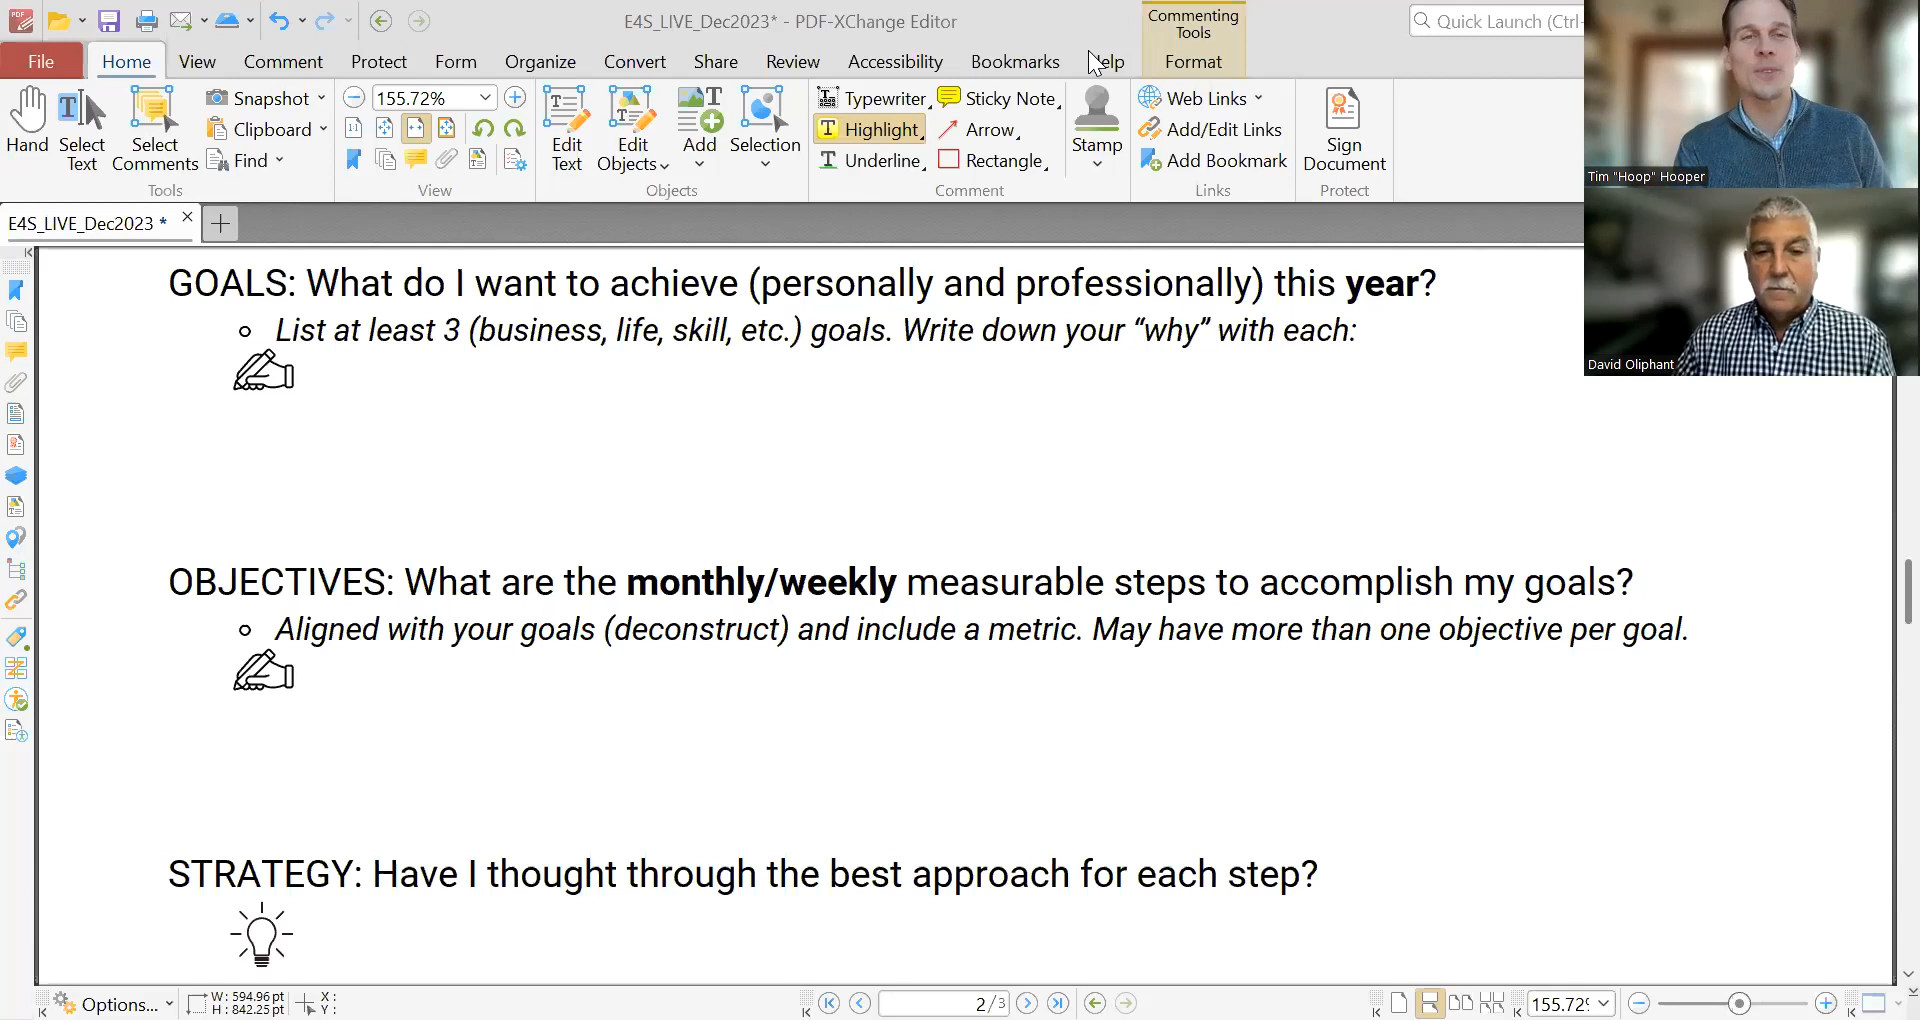 E4S_LIVE_Dec2023* - PDF-XChange Editor
Commenting Tools
Quick Launch (Ctrl-
File Home View Comment Protect Form Organize Convert Share Review Accessibility Bookmarks Help Format
Hand
Select Text
Select Comments
Snapshot
Clipboard
Find
Tools
155.72%
View
Edit Text
Edit Objects
Add
Selection
Objects
Typewriter
Highlight
Underline
Sticky Note
Arrow
Rectangle
Comment
Stamp
Web Links
Add/Edit Links
Add Bookmark
Links
Sign Document
Protect
Tim "Hoop" Hooper
David Oliphant
E4S_LIVE_Dec2023 *
GOALS: What do I want to achieve (personally and professionally) this year?
List at least 3 (business, life, skill, etc.) goals. Write down your “why” with each:
OBJECTIVES: What are the monthly/weekly measurable steps to accomplish my goals?
Aligned with your goals (deconstruct) and include a metric. May have more than one objective per goal.
STRATEGY: Have I thought through the best approach for each step?
Options...
W: 594.96 pt
H: 842.25 pt
X:
Y:
2/3
155.72%